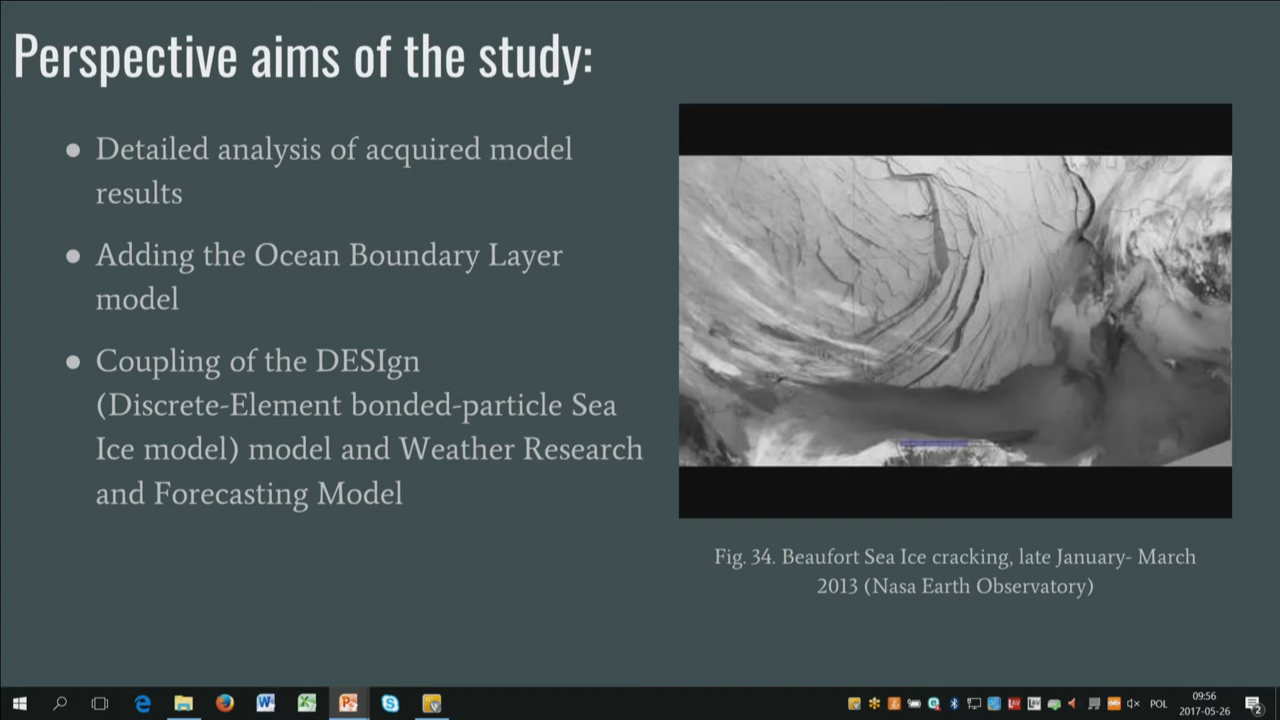 Perspective aims of the study:
● Detailed analysis of acquired model
results
● Adding the Ocean Boundary Layer
model
● Coupling of the DESIgn
(Discrete-Element bonded-particle Sea
Ice model) model and Weather Research
and Forecasting Model
Fig. 34. Beaufort Sea Ice cracking, late January- March
2013 (Nasa Earth Observatory)
POL
09:56
2017-05-26
2